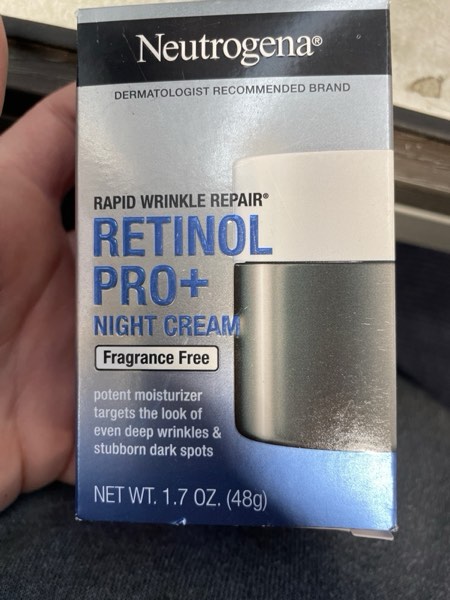 Neutrogena®
DERMATOLOGIST RECOMMENDED BRAND
RAPID WRINKLE REPAIR®
RETINOL
PRO+
NIGHT CREAM
Fragrance Free
potent moisturizer
targets the look of
even deep wrinkles &
stubborn dark spots
NET WT. 1.7 OZ. (48g)